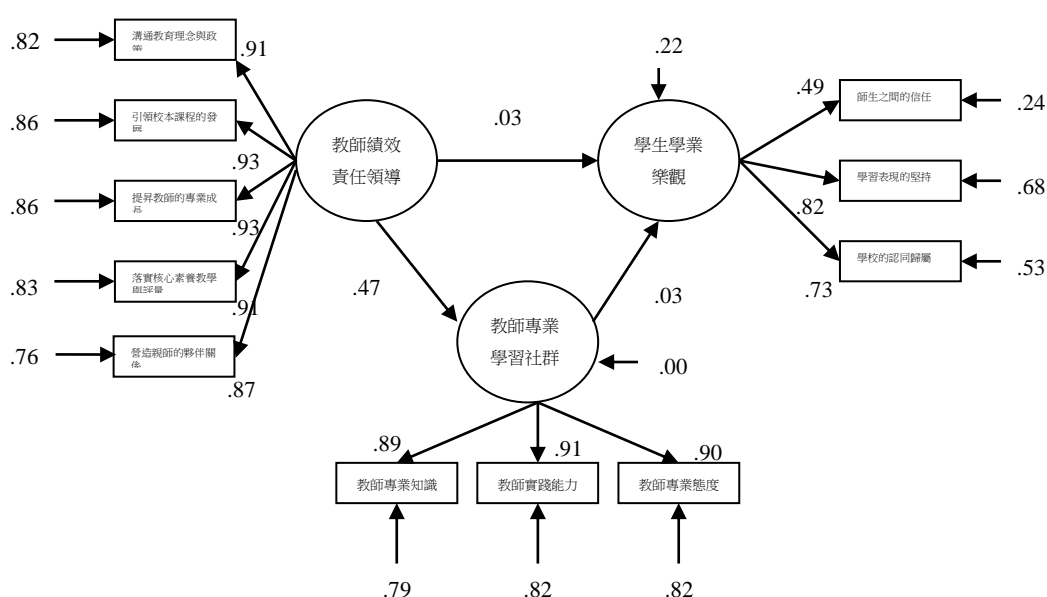 溝通教育理念與政
.82
.91
引領校本課程的發
.86
.93
提昇教師的專業成
.86
.93
落實核心素養教學
與評量
.83
.91
營造親師的夥伴關
係
.76
.87
教師績效
責任領導
.03
.47
.22
學生學業
樂觀
.49
師生之間的信任
.24
學習表現的堅持
.68
.82
學校的認同歸屬
.53
.73
.03
教師專業
學習社群
.00
.89
.91
.90
教師專業知識
教師實踐能力
教師專業態度
.79
.82
.82